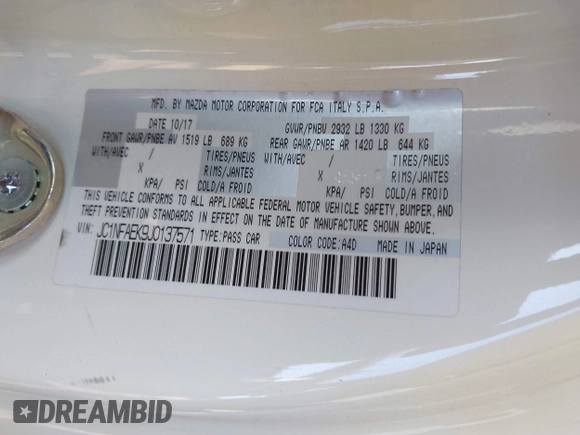 MFD. BY MAZDA MOTOR CORPORATION FOR FCA ITALY S.P.A.
DATE 10/17 GVWR/PNBV 2932 LB 1330 KG
FRONT GAWR/PNBE AV 1519 LB 689 KG REAR GAWR/PNBE AR 1420 LB 644 KG
WITH/AVEC / TIRES/PNEUS WITH/AVEC / TIRES/PNEUS
X RIMS/JANTES X RIMS/JANTES
KPA/ PSI COLD/A FROID KPA/ PSI COLD/A FROID
THIS VEHICLE CONFORMS TO ALL APPLICABLE FEDERAL MOTOR VEHICLE SAFETY, BUMPER, AND
THEFT PREVENTION STANDARDS IN EFFECT ON THE DATE OF MANUFACTURE SHOWN ABOVE.
VIN: JC1NFAEK9J0137571 TYPE:PASS CAR COLOR CODE:A4D MADE IN JAPAN
DREAMBID